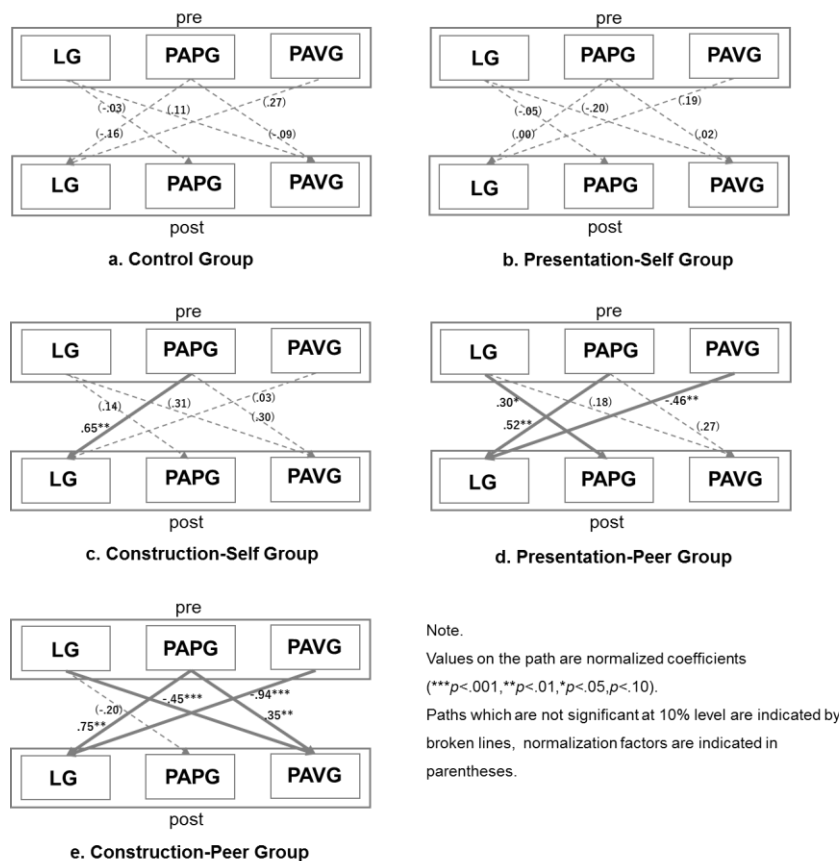 pre
LG PAPG PAVG
(-.03) (.11) (.27)
(-.16) (-.09)
LG PAPG PAVG
post
a. Control Group
pre
LG PAPG PAVG
(-.05) (-.20) (.19)
(.00) (.02)
LG PAPG PAVG
post
b. Presentation-Self Group
pre
LG PAPG PAVG
(.14) (.31) (.03)
.65** (.30)
LG PAPG PAVG
post
c. Construction-Self Group
pre
LG PAPG PAVG
.30* (.18) -.46**
.52** (.27)
LG PAPG PAVG
post
d. Presentation-Peer Group
pre
LG PAPG PAVG
(-.20) -.45*** -.94***
.75** .35**
LG PAPG PAVG
post
e. Construction-Peer Group
Note.
Values on the path are normalized coefficients
(***p<.001,**p<.01,*p<.05,p<.10).
Paths which are not significant at 10% level are indicated by
broken lines, normalization factors are indicated in
parentheses.